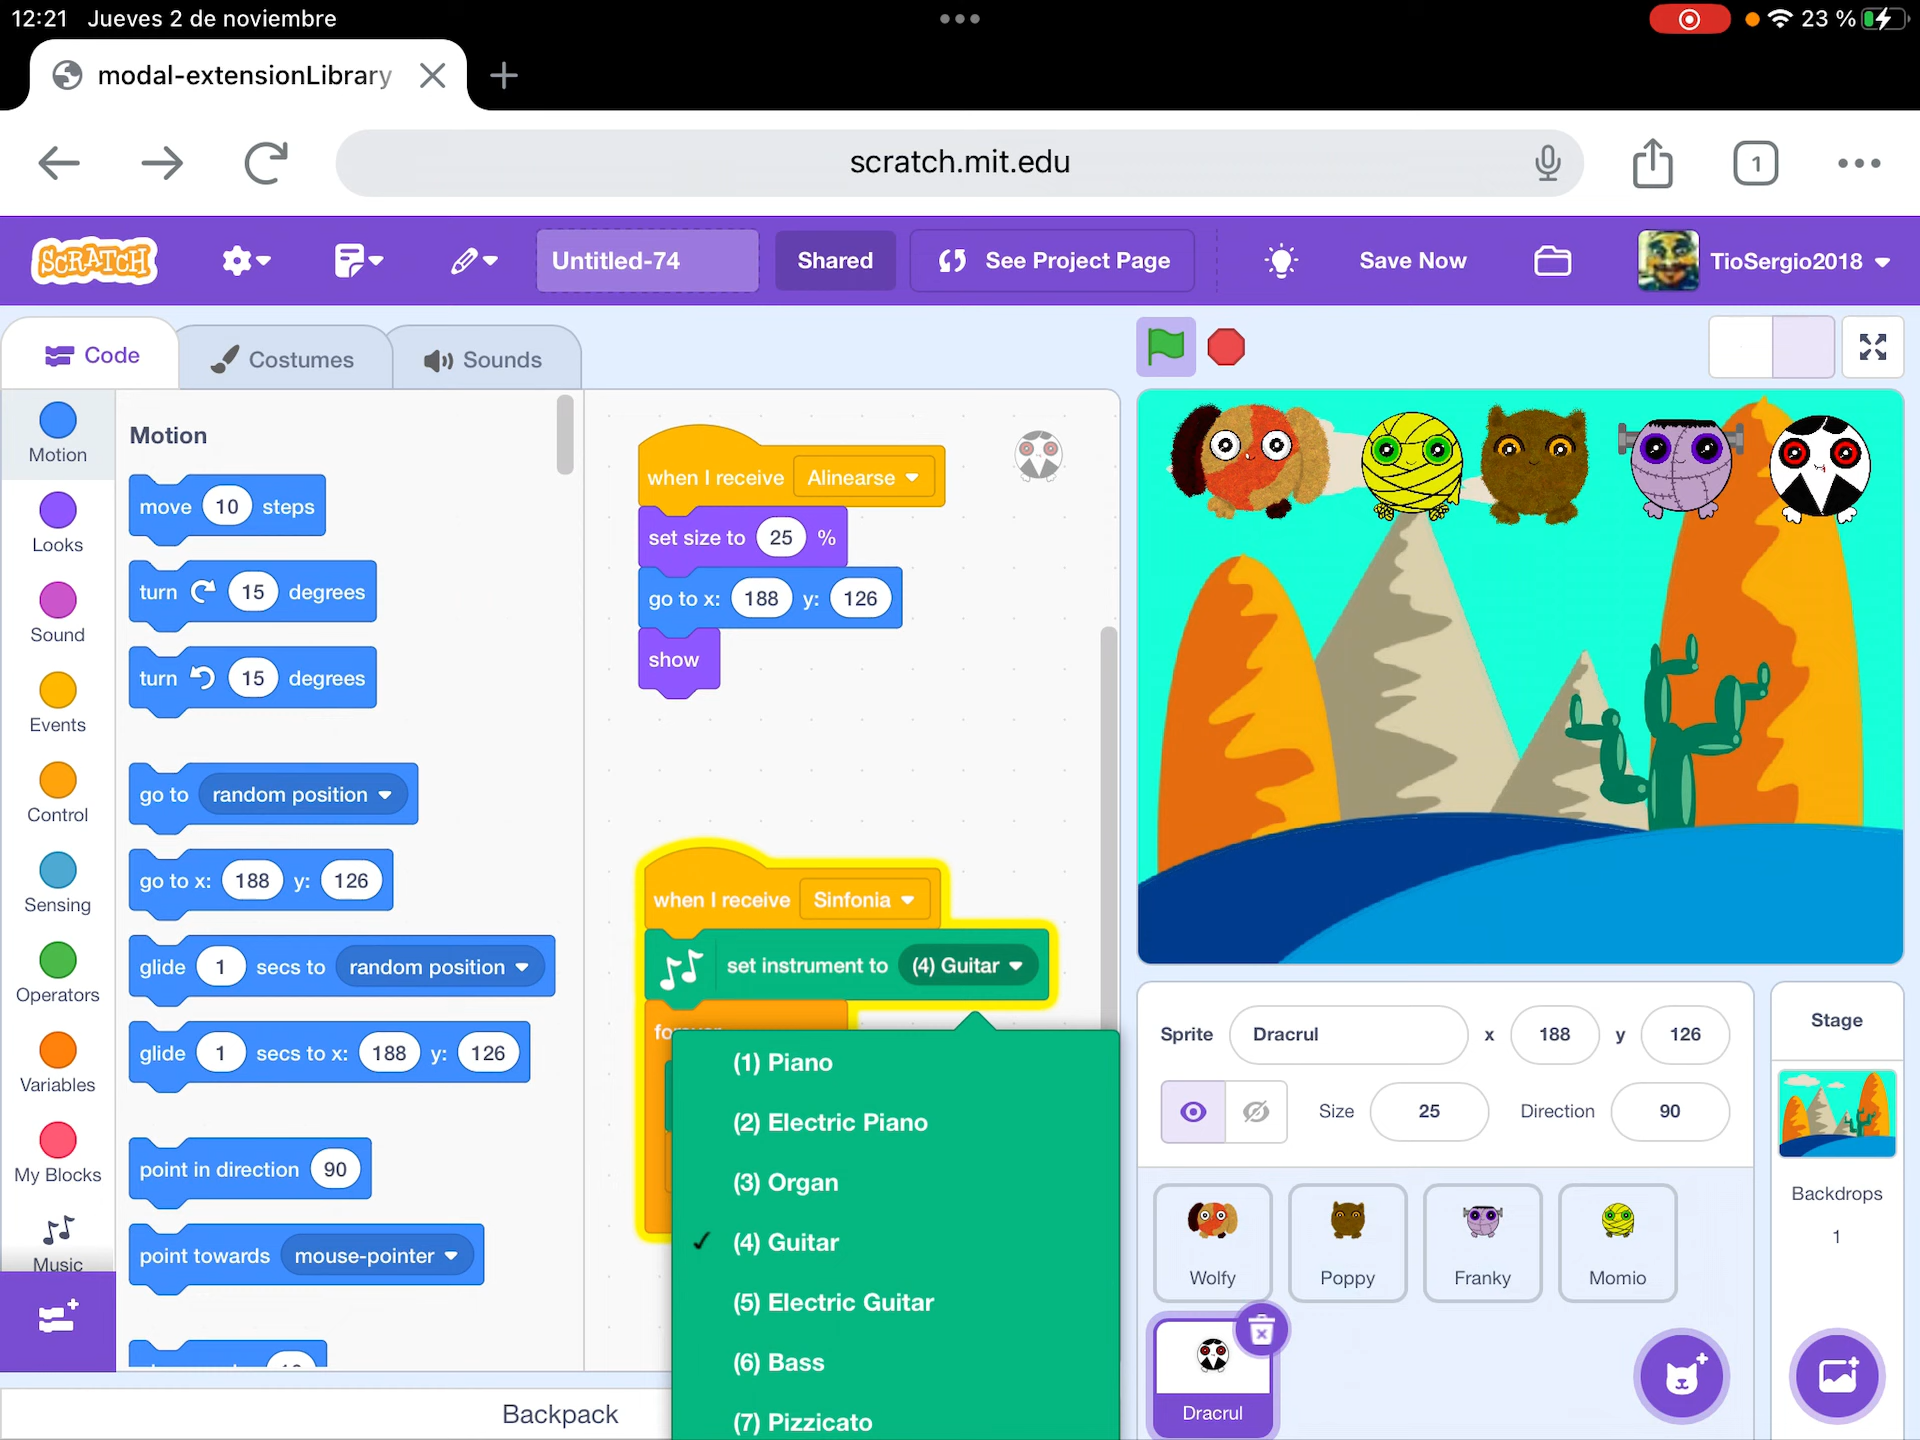 12:21 Jueves 2 de noviembre
23 %
modal-extensionLibrary
scratch.mit.edu
1
SCRATCH
Untitled-74
Shared
See Project Page
Save Now
TioSergio2018
Code
Costumes
Sounds
Motion
Looks
Sound
Events
Control
Sensing
Operators
Variables
My Blocks
Music
Motion
move 10 steps
turn 15 degrees
turn 15 degrees
go to random position
go to x: 188 y: 126
glide 1 secs to random position
glide 1 secs to x: 188 y: 126
point in direction 90
point towards mouse-pointer
when I receive Alinearse
set size to 25 %
go to x: 188 y: 126
show
when I receive Sinfonia
set instrument to (4) Guitar
(1) Piano
(2) Electric Piano
(3) Organ
(4) Guitar
(5) Electric Guitar
(6) Bass
(7) Pizzicato
Backpack
Sprite Dracrul x 188 y 126
Size 25 Direction 90
Wolfy
Poppy
Franky
Momio
Dracrul
Stage
Backdrops
1